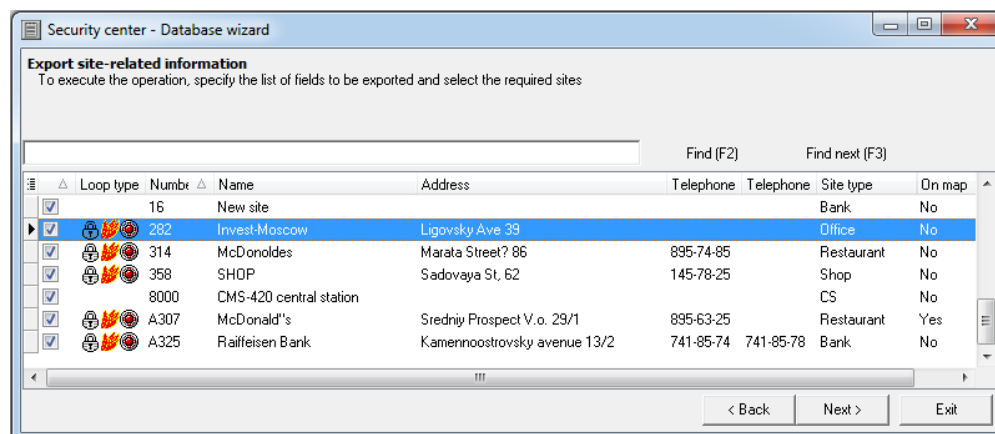 Security center - Database wizard
Export site-related information
To execute the operation, specify the list of fields to be exported and select the required sites
Find (F2) Find next (F3)
Loop type Numbe Name Address Telephone Telephone Site type On map
16 New site Bank No
282 Invest-Moscow Ligovsky Ave 39 Office No
314 McDonoldes Marata Street? 86 895-74-85 Restaurant No
358 SHOP Sadovaya St, 62 145-78-25 Shop No
8000 CMS-420 central station CS No
A307 McDonald"s Sredniy Prospect V.o. 29/1 895-63-25 Restaurant Yes
A325 Raiffeisen Bank Kamennoostrovsky avenue 13/2 741-85-74 741-85-78 Bank No
< Back Next > Exit